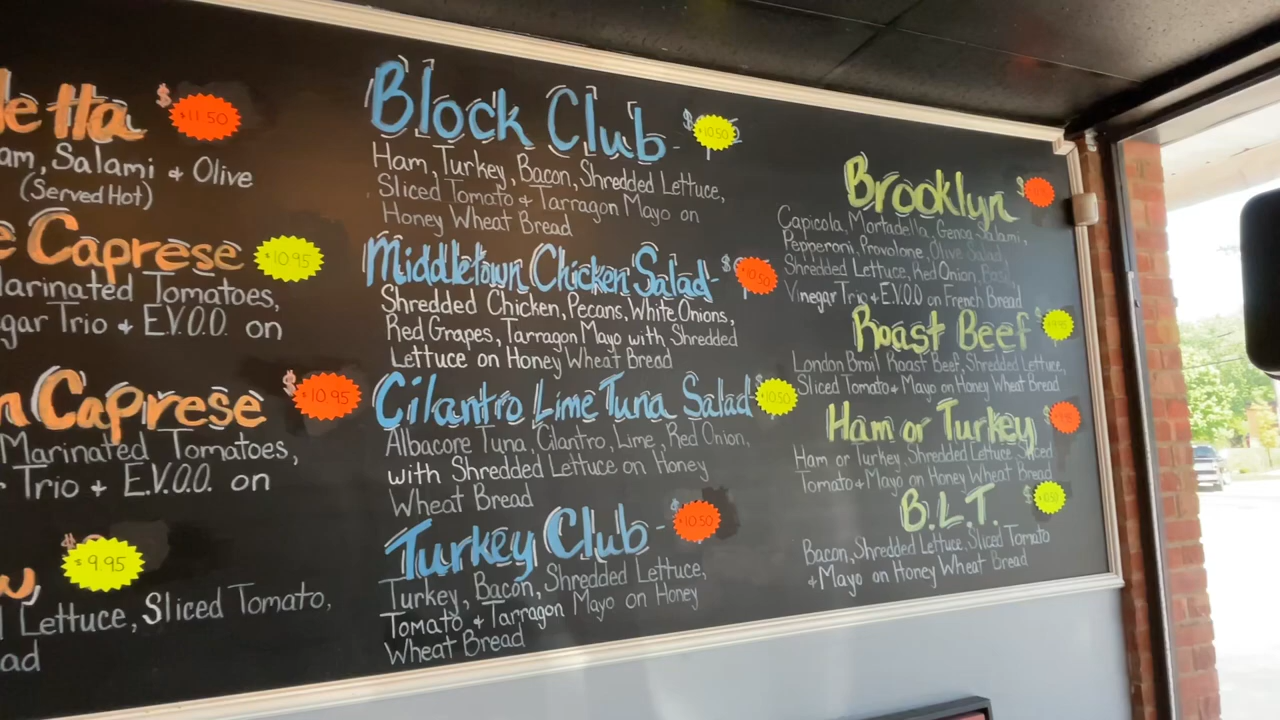 letta $11.50
am, Salami & Olive
(Served Hot)
e Caprese $10.95
Marinated Tomatoes,
gar Trio & E.V.O.O. on
n Caprese $10.95
Marinated Tomatoes,
Trio & E.V.O.O. on
$9.95
Lettuce, Sliced Tomato,
ad
Block Club - $10.50
Ham, Turkey, Bacon, Shredded Lettuce,
Sliced Tomato & Tarragon Mayo on
Honey Wheat Bread
Middletown Chicken Salad - $10.50
Shredded Chicken, Pecans, White Onions,
Red Grapes, Tarragon Mayo with Shredded
Lettuce on Honey Wheat Bread
Cilantro Lime Tuna Salad $10.50
Albacore Tuna, Cilantro, Lime, Red Onion,
with Shredded Lettuce on Honey
Wheat Bread
Turkey Club - $10.50
Turkey, Bacon, Shredded Lettuce,
Tomato, & Tarragon Mayo on Honey
Wheat Bread
Brooklyn $
Capicola, Mortadella, Genoa Salami,
Pepperoni, Provolone, Olive Salad,
Shredded Lettuce, Red Onion,
Vinegar Trio & E.V.O.O on French Bread
Roast Beef
London Broil Roast Beef, Shredded Lettuce,
Sliced Tomato & Mayo on Honey Wheat Bread
Ham or Turkey
Ham or Turkey, Shredded Lettuce, Sliced
Tomato & Mayo on Honey Wheat Bread
B.L.T.
Bacon, Shredded Lettuce, Sliced Tomato
& Mayo on Honey Wheat Bread